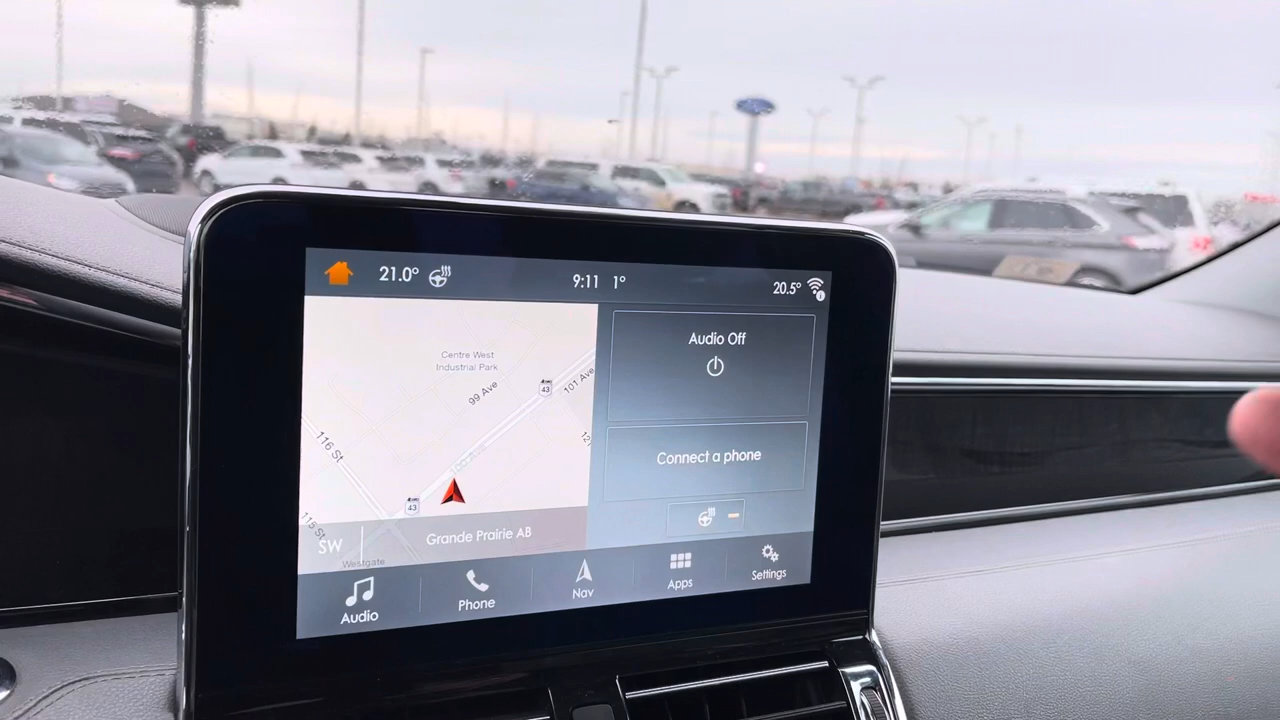 21.0°
9:11 1°
20.5°
Centre West
Industrial Park
99 Ave
43
101 Ave
116 St
43
SW
Grande Prairie AB
Westgate
Audio Off
Connect a phone
Audio
Phone
Nav
Apps
Settings